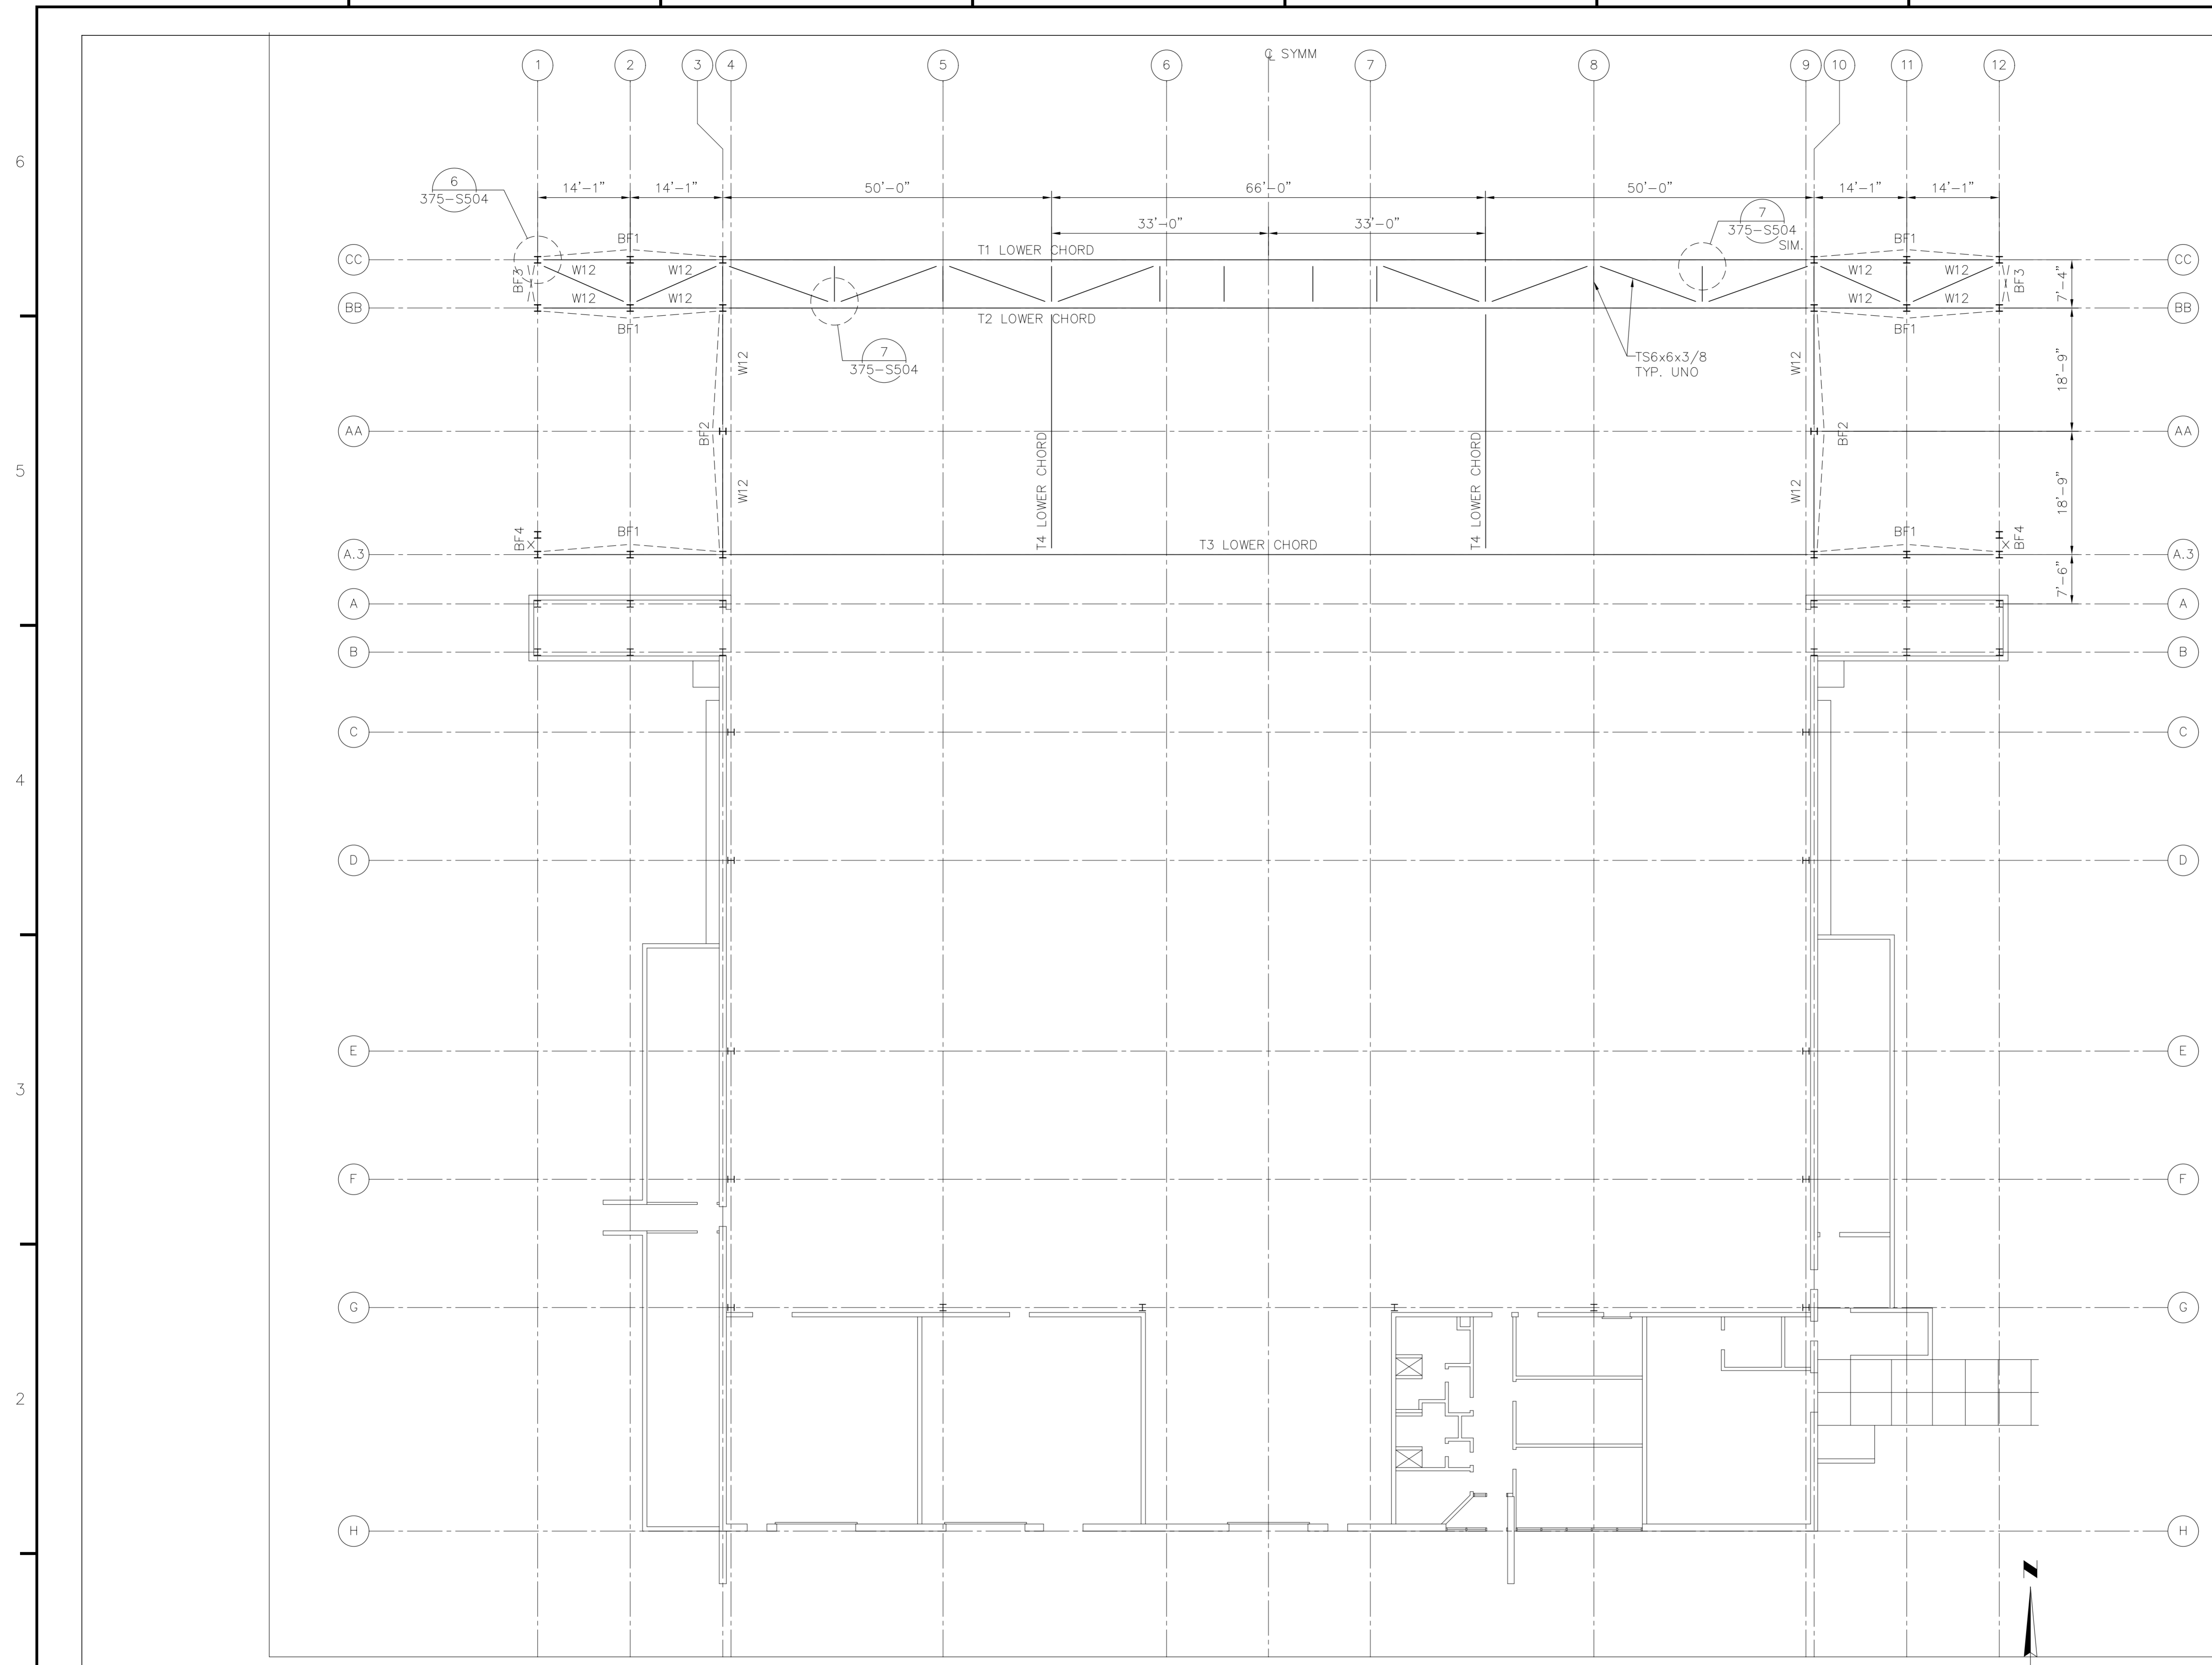 ℄ SYMM
1 2 3 4 5 6 7 8 9 10 11 12
6
6
375-S504
14'-1" 14'-1" 50'-0" 66'-0" 50'-0" 14'-1" 14'-1"
33'-0" 33'-0"
7
375-S504
SIM.
BF1 BF1
T1 LOWER CHORD
CC CC
W12 W12 W12 W12
BF3 BF3
7'-4"
W12 W12 W12 W12
BB BB
T2 LOWER CHORD
BF1 BF1
7
375-S504
TS6x6x3/8
TYP. UNO
W12 W12
18'-9"
AA AA
BF2 BF2
5
T4 LOWER CHORD T4 LOWER CHORD
W12 W12
18'-9"
BF4 BF1 BF1 BF4
T3 LOWER CHORD
A.3 A.3
7'-6"
A A
B B
C C
4
D D
E E
3
F F
G G
2
H H
N